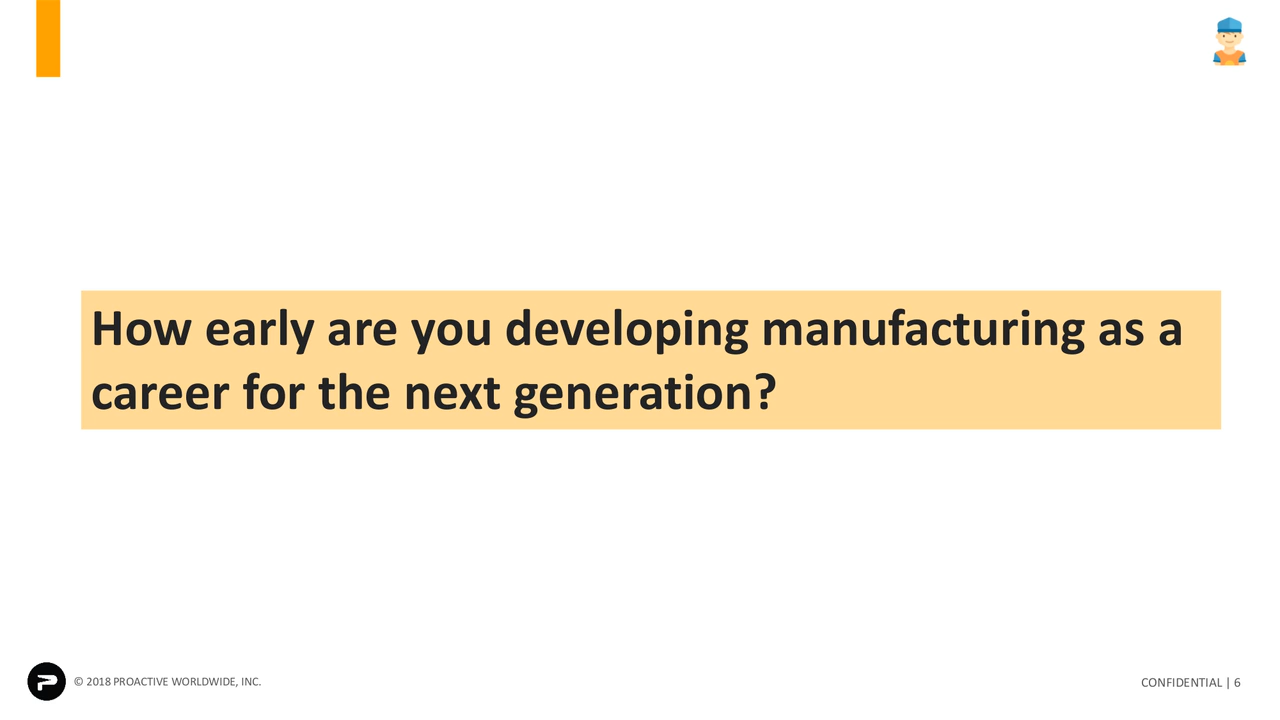 How early are you developing manufacturing as a
career for the next generation?
© 2018 PROACTIVE WORLDWIDE, INC.
CONFIDENTIAL | 6